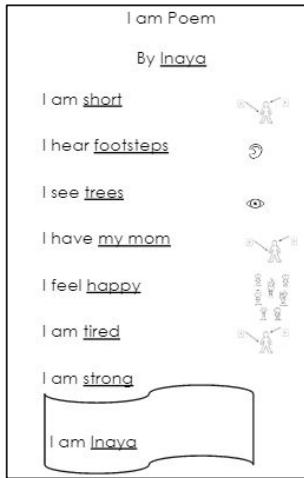 I am Poem
By Inaya
I am short
I hear footsteps
I see trees
I have my mom
I feel happy
I am tired
I am strong
I am Inaya